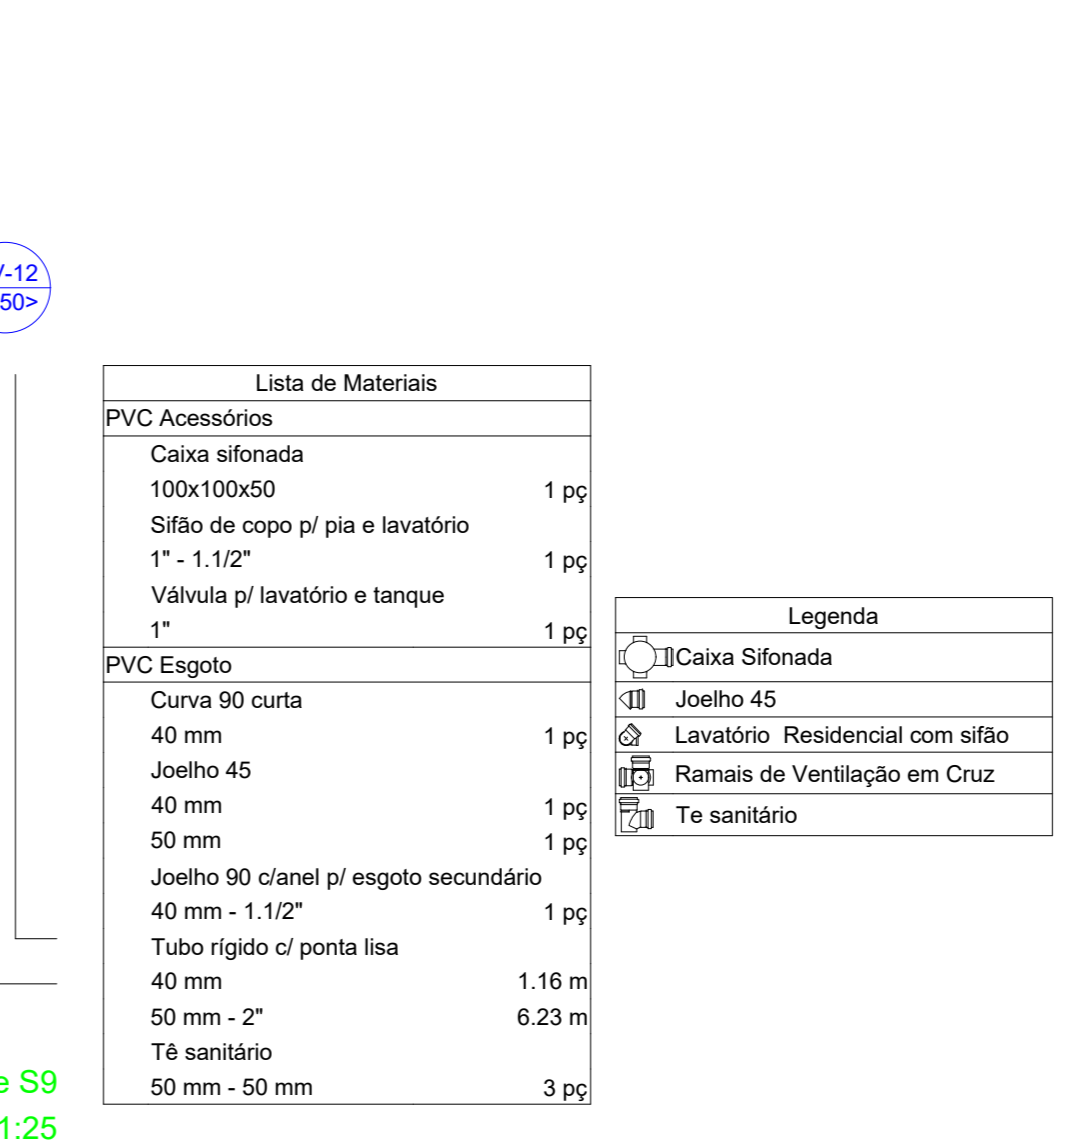 /-12
50>
Lista de Materiais
PVC Acessórios
Caixa sifonada
100x100x50 1 pç
Sifão de copo p/ pia e lavatório
1" - 1.1/2" 1 pç
Válvula p/ lavatório e tanque
1" 1 pç
PVC Esgoto
Curva 90 curta
40 mm 1 pç
Joelho 45
40 mm 1 pç
50 mm 1 pç
Joelho 90 c/anel p/ esgoto secundário
40 mm - 1.1/2" 1 pç
Tubo rígido c/ ponta lisa
40 mm 1.16 m
50 mm - 2" 6.23 m
Tê sanitário
50 mm - 50 mm 3 pç
Legenda
Caixa Sifonada
Joelho 45
Lavatório Residencial com sifão
Ramais de Ventilação em Cruz
Te sanitário
e S9
1:25